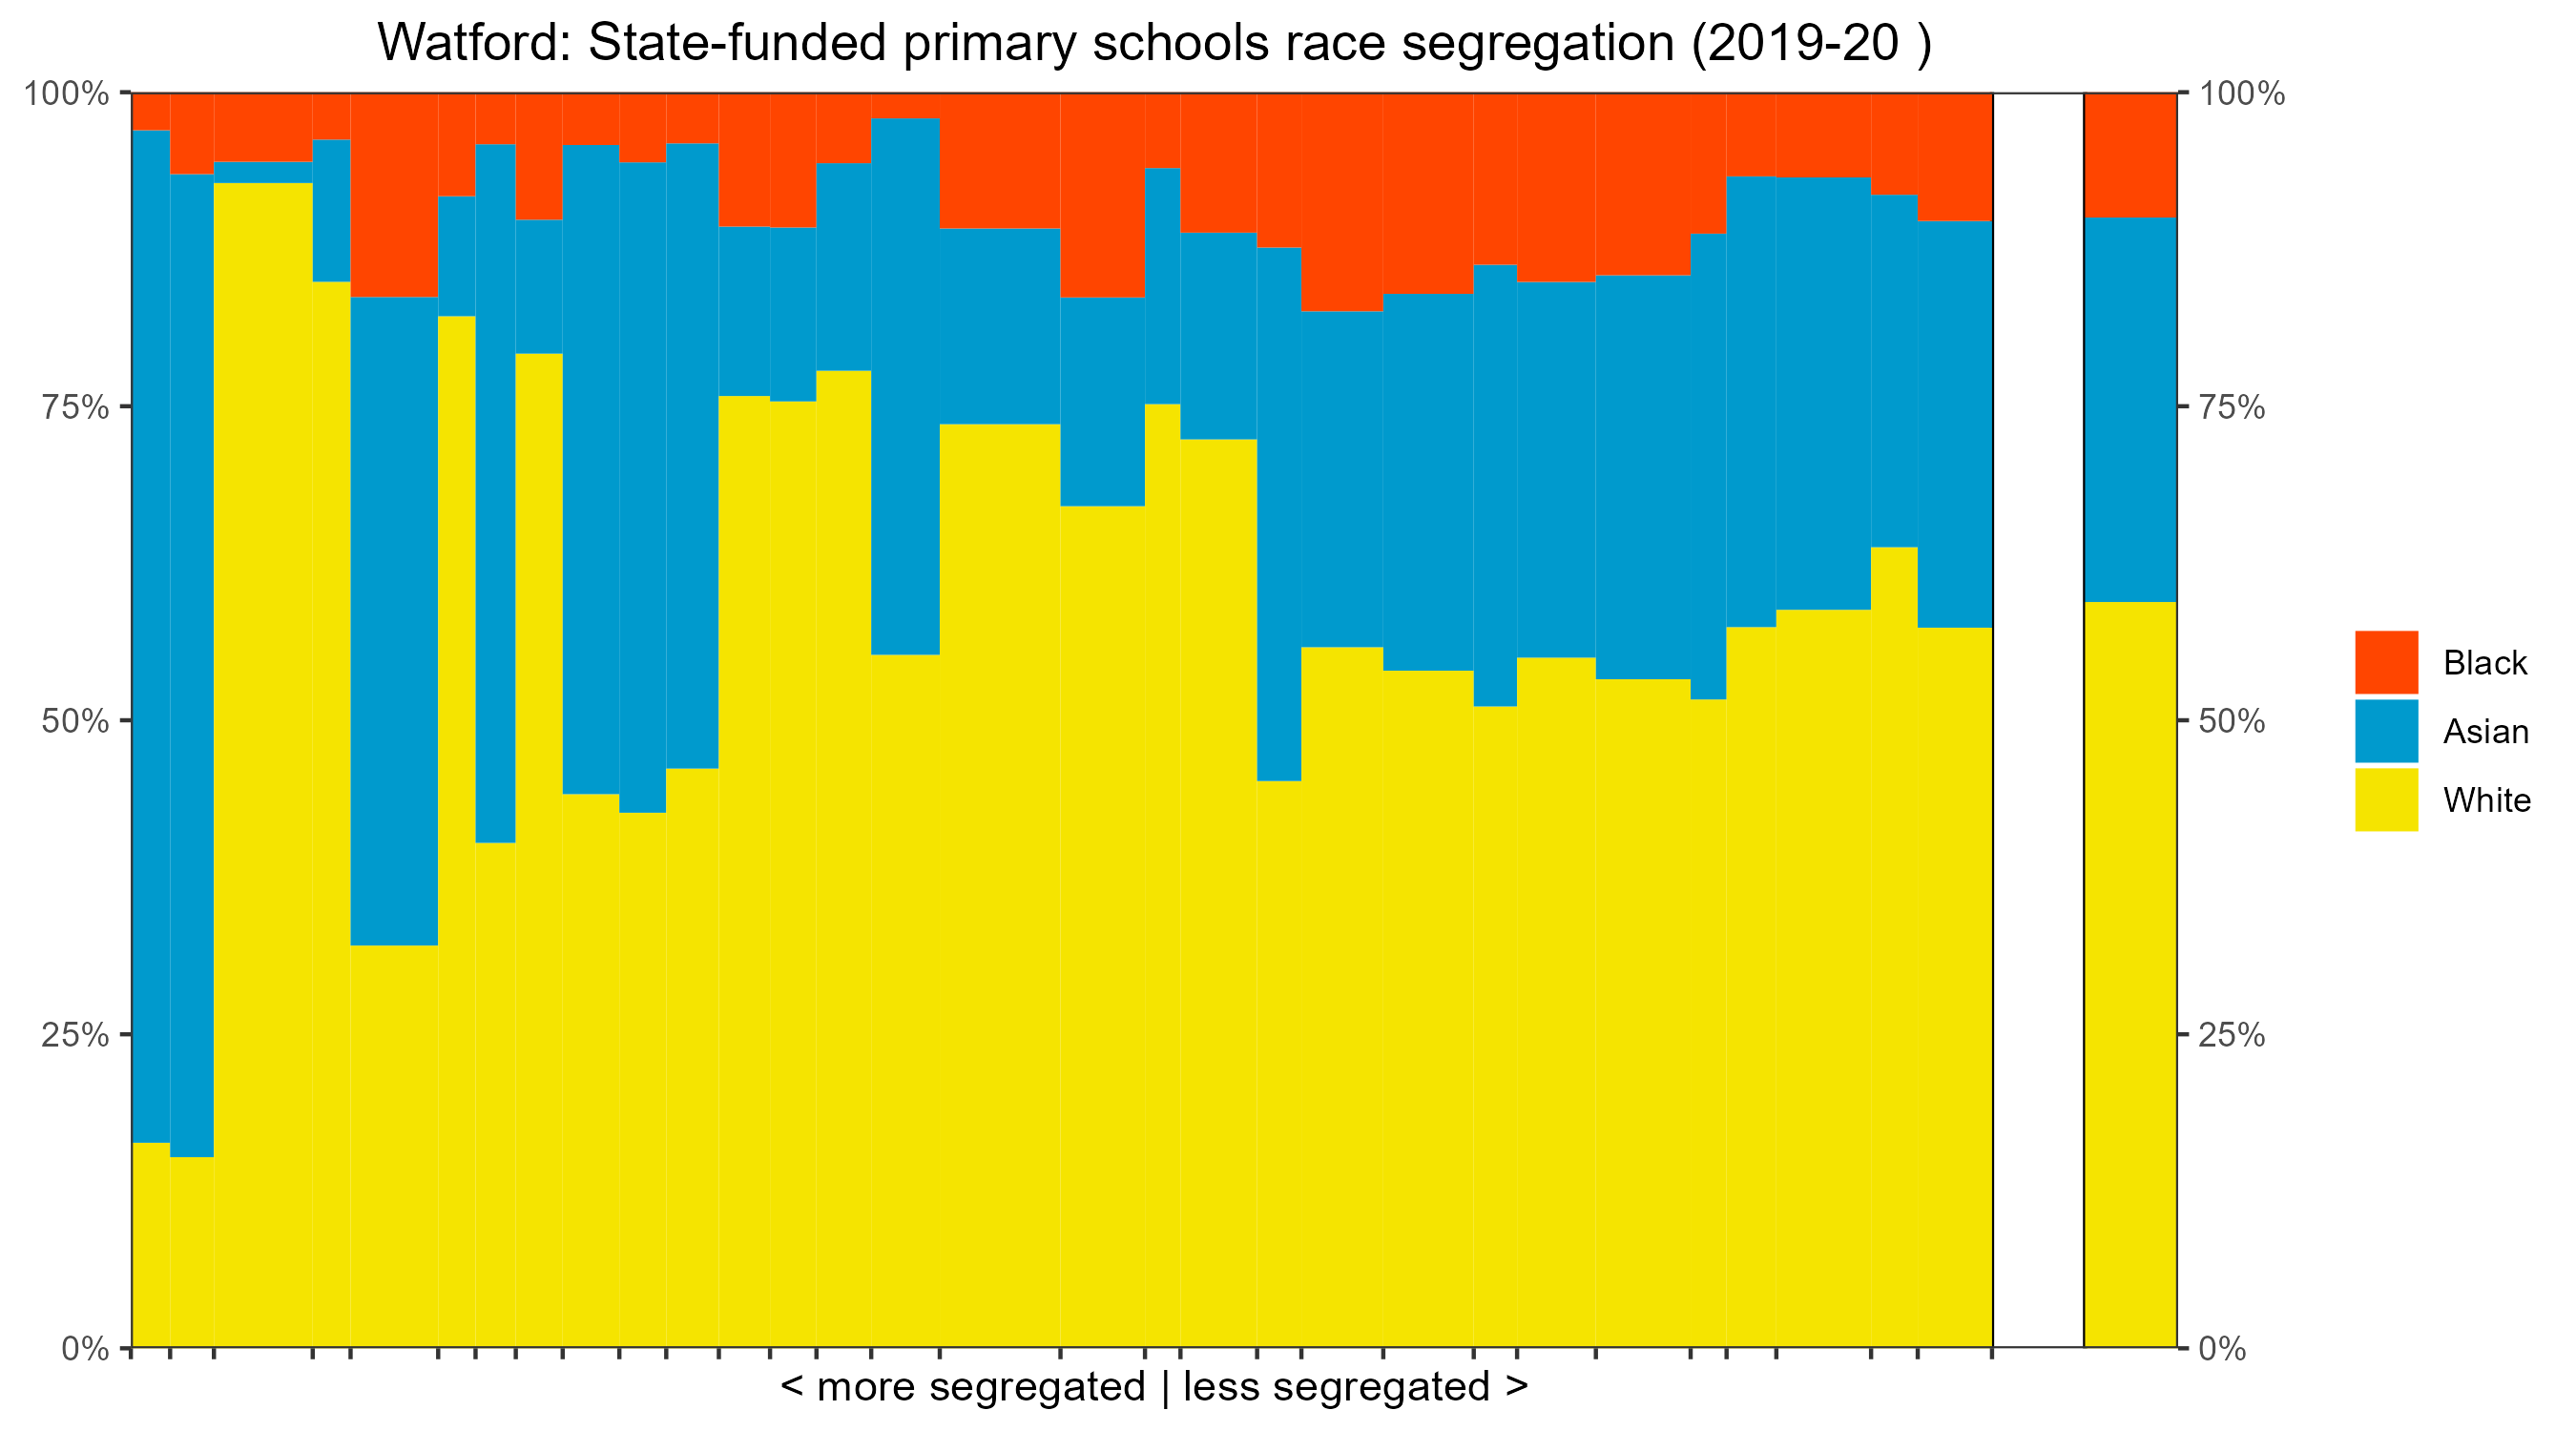 Watford: State-funded primary schools race segregation (2019-20 )
100%
75%
50%
25%
0%
100%
75%
50%
25%
0%
Black
Asian
White
< more segregated | less segregated >